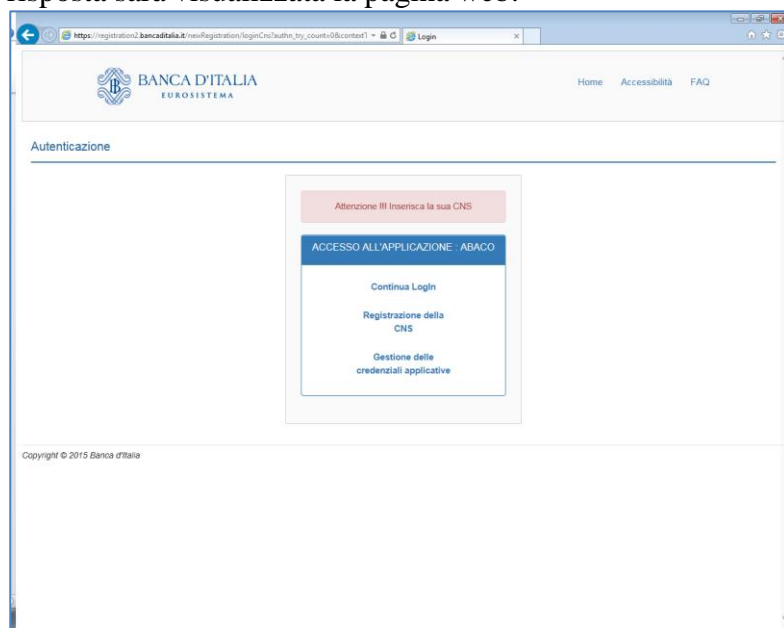 risposta sarà visualizzata la pagina web:
https://registration2.bancaditalia.it/newRegistration/loginCns?authn_try_count=0&context1
Login
BANCA D'ITALIA
EUROSISTEMA
Home Accessibilità FAQ
Autenticazione
Attenzione !!! Inserisca la sua CNS
ACCESSO ALL'APPLICAZIONE : ABACO
Continua LogIn
Registrazione della
CNS
Gestione delle
credenziali applicative
Copyright © 2015 Banca d'Italia